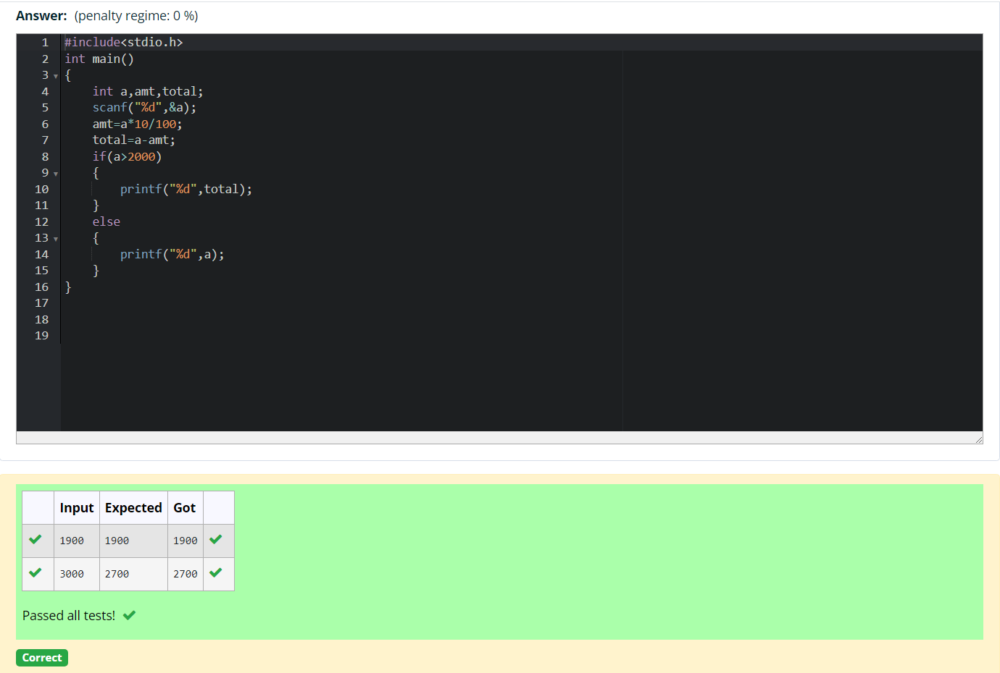 Answer: (penalty regime: 0 %)
1 #include<stdio.h>
2 int main()
3 {
4     int a,amt,total;
5     scanf("%d",&a);
6     amt=a*10/100;
7     total=a-amt;
8     if(a>2000)
9     {
10         printf("%d",total);
11     }
12     else
13     {
14         printf("%d",a);
15     }
16 }
17
18
19
Input Expected Got
1900 1900 1900
3000 2700 2700
Passed all tests!
Correct